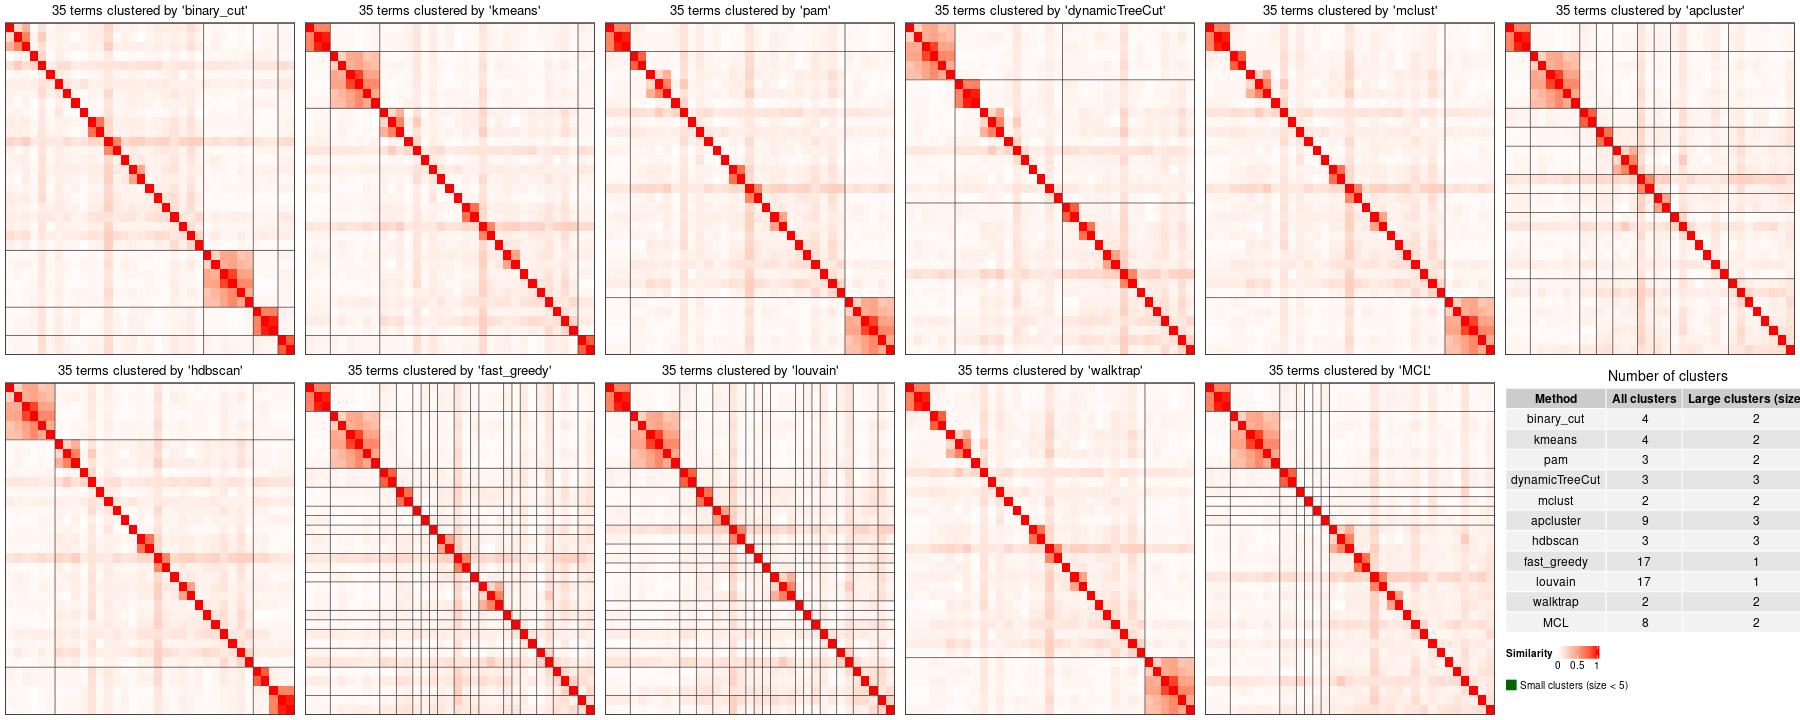 35 terms clustered by 'binary_cut'
35 terms clustered by 'kmeans'
35 terms clustered by 'pam'
35 terms clustered by 'dynamicTreeCut'
35 terms clustered by 'mclust'
35 terms clustered by 'apcluster'
35 terms clustered by 'hdbscan'
35 terms clustered by 'fast_greedy'
35 terms clustered by 'louvain'
35 terms clustered by 'walktrap'
35 terms clustered by 'MCL'
Number of clusters
Method All clusters Large clusters (size
binary_cut 4 2
kmeans 4 2
pam 3 2
dynamicTreeCut 3 3
mclust 2 2
apcluster 9 3
hdbscan 3 3
fast_greedy 17 1
louvain 17 1
walktrap 2 2
MCL 8 2
Similarity
0 0.5 1
Small clusters (size < 5)